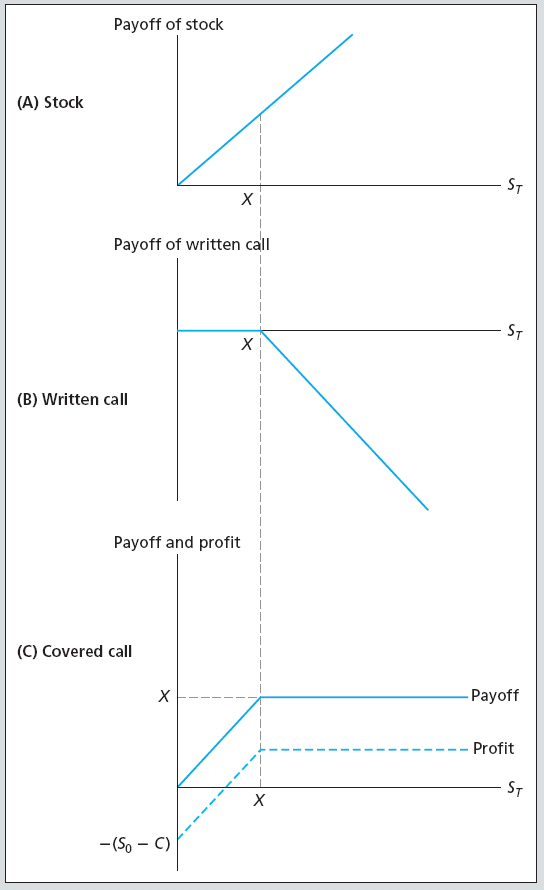 Payoff of stock
(A) Stock
S_T
X
Payoff of written call
S_T
X
(B) Written call
Payoff and profit
(C) Covered call
X
Payoff
Profit
S_T
X
−(S_0 − C)